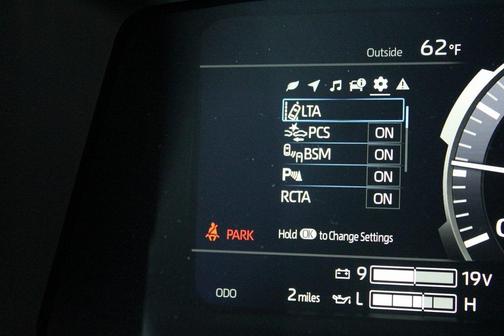 Outside 62°F
LTA
PCS ON
BSM ON
P ON
RCTA ON
PARK
Hold OK to Change Settings
9 19V
ODO 2 miles L H